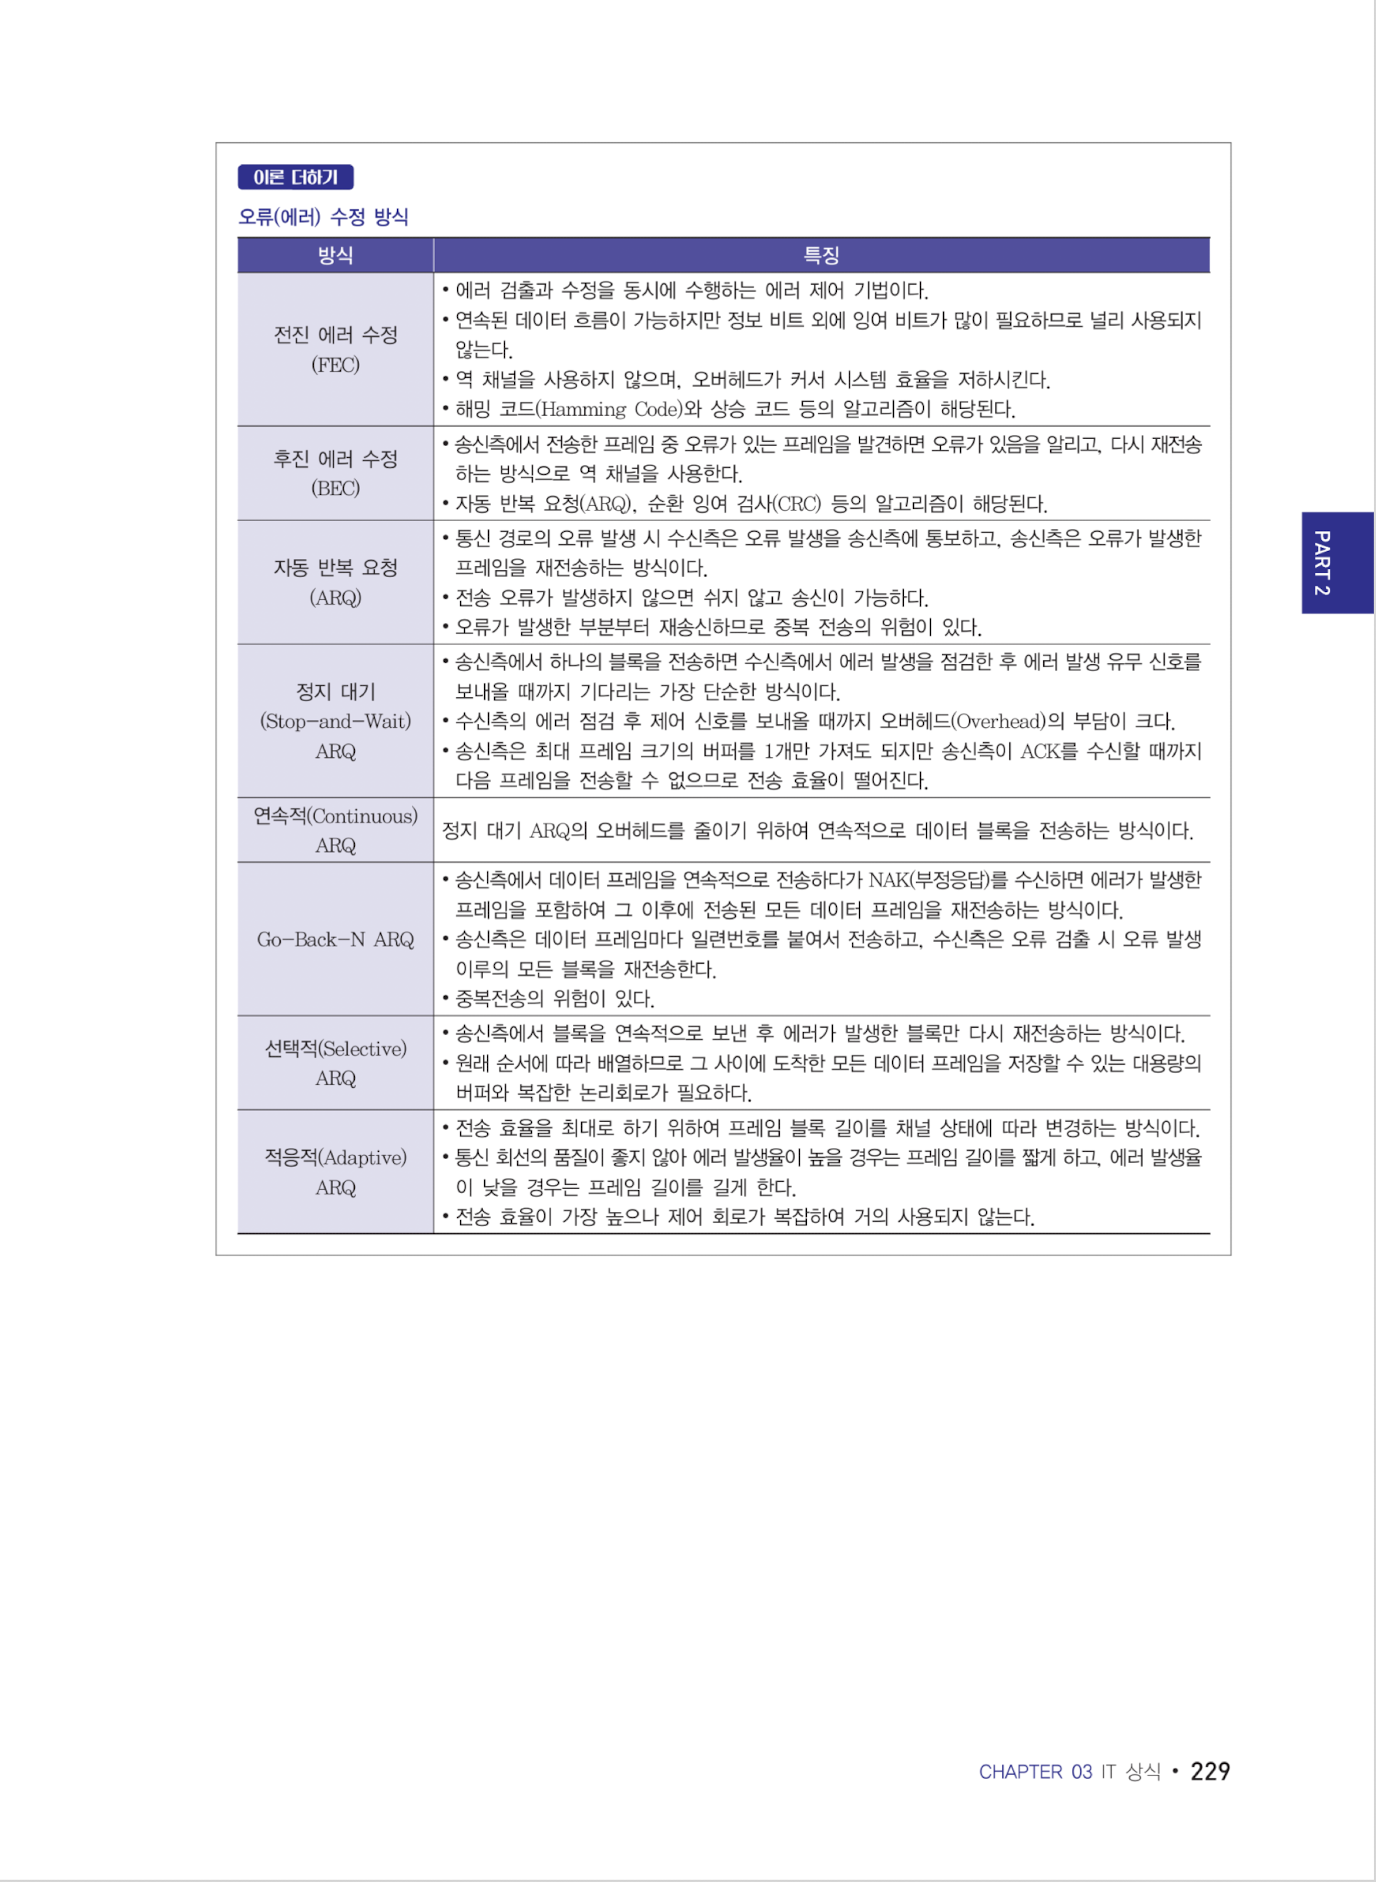 이론 더하기
오류(에러) 수정 방식
방식 특징
전진 에러 수정
(FEC)
• 에러 검출과 수정을 동시에 수행하는 에러 제어 기법이다.
• 연속된 데이터 흐름이 가능하지만 정보 비트 외에 잉여 비트가 많이 필요하므로 널리 사용되지
않는다.
• 역 채널을 사용하지 않으며, 오버헤드가 커서 시스템 효율을 저하시킨다.
• 해밍 코드(Hamming Code)와 상승 코드 등의 알고리즘이 해당된다.
후진 에러 수정
(BEC)
• 송신측에서 전송한 프레임 중 오류가 있는 프레임을 발견하면 오류가 있음을 알리고, 다시 재전송
하는 방식으로 역 채널을 사용한다.
• 자동 반복 요청(ARQ), 순환 잉여 검사(CRC) 등의 알고리즘이 해당된다.
자동 반복 요청
(ARQ)
• 통신 경로의 오류 발생 시 수신측은 오류 발생을 송신측에 통보하고, 송신측은 오류가 발생한
프레임을 재전송하는 방식이다.
• 전송 오류가 발생하지 않으면 쉬지 않고 송신이 가능하다.
• 오류가 발생한 부분부터 재송신하므로 중복 전송의 위험이 있다.
정지 대기
(Stop-and-Wait)
ARQ
• 송신측에서 하나의 블록을 전송하면 수신측에서 에러 발생을 점검한 후 에러 발생 유무 신호를
보내올 때까지 기다리는 가장 단순한 방식이다.
• 수신측의 에러 점검 후 제어 신호를 보내올 때까지 오버헤드(Overhead)의 부담이 크다.
• 송신측은 최대 프레임 크기의 버퍼를 1개만 가져도 되지만 송신측이 ACK를 수신할 때까지
다음 프레임을 전송할 수 없으므로 전송 효율이 떨어진다.
연속적(Continuous)
ARQ
정지 대기 ARQ의 오버헤드를 줄이기 위하여 연속적으로 데이터 블록을 전송하는 방식이다.
Go-Back-N ARQ
• 송신측에서 데이터 프레임을 연속적으로 전송하다가 NAK(부정응답)를 수신하면 에러가 발생한
프레임을 포함하여 그 이후에 전송된 모든 데이터 프레임을 재전송하는 방식이다.
• 송신측은 데이터 프레임마다 일련번호를 붙여서 전송하고, 수신측은 오류 검출 시 오류 발생
이루의 모든 블록을 재전송한다.
• 중복전송의 위험이 있다.
선택적(Selective)
ARQ
• 송신측에서 블록을 연속적으로 보낸 후 에러가 발생한 블록만 다시 재전송하는 방식이다.
• 원래 순서에 따라 배열하므로 그 사이에 도착한 모든 데이터 프레임을 저장할 수 있는 대용량의
버퍼와 복잡한 논리회로가 필요하다.
적응적(Adaptive)
ARQ
• 전송 효율을 최대로 하기 위하여 프레임 블록 길이를 채널 상태에 따라 변경하는 방식이다.
• 통신 회선의 품질이 좋지 않아 에러 발생율이 높을 경우는 프레임 길이를 짧게 하고, 에러 발생율
이 낮을 경우는 프레임 길이를 길게 한다.
• 전송 효율이 가장 높으나 제어 회로가 복잡하여 거의 사용되지 않는다.
PART 2
CHAPTER 03 IT 상식 • 229